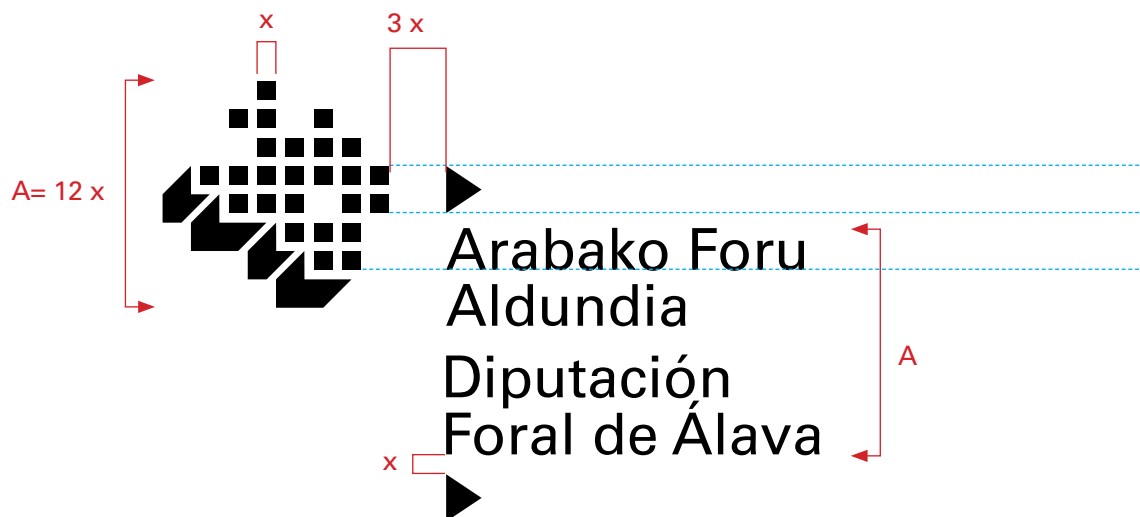 x
3 x
A= 12 x
Arabako Foru
Aldundia
Diputación
Foral de Álava
A
x